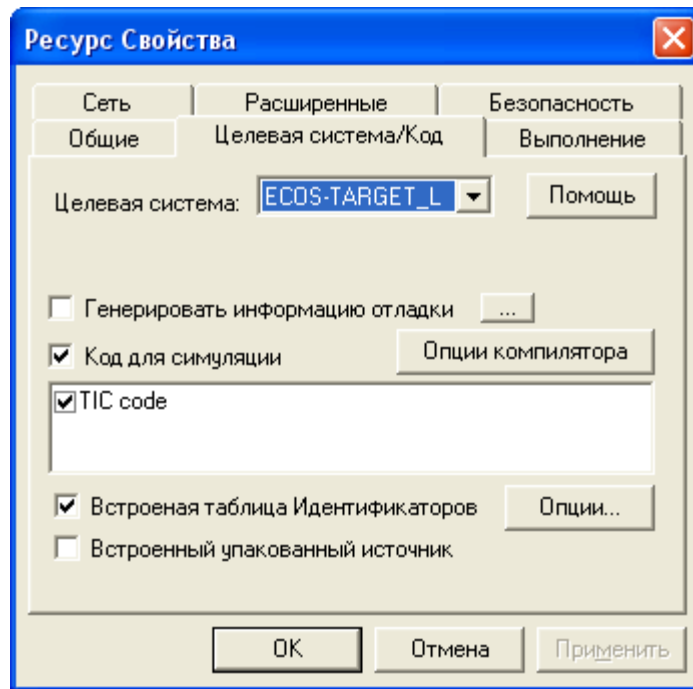 Ресурс Свойства
Сеть Расширенные Безопасность
Общие Целевая система/Код Выполнение
Целевая система: ECOS-TARGET_L Помощь
Генерировать информацию отладки ...
Код для симуляции Опции компилятора
TIC code
Встроеная таблица Идентификаторов Опции...
Встроенный упакованный источник
OK Отмена Применить